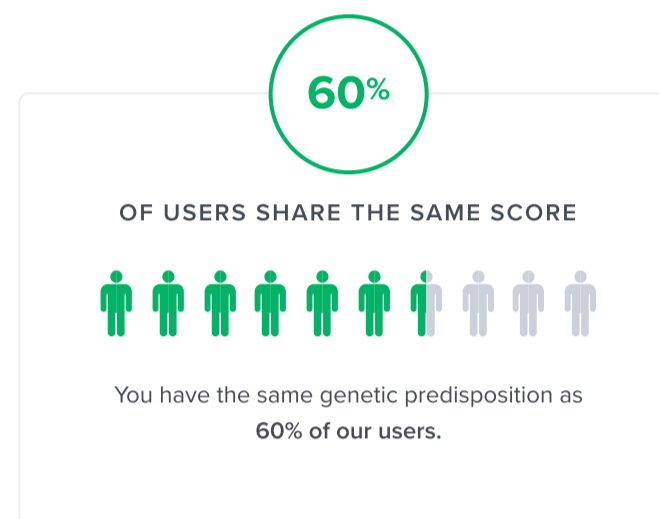 60%
OF USERS SHARE THE SAME SCORE
You have the same genetic predisposition as
60% of our users.